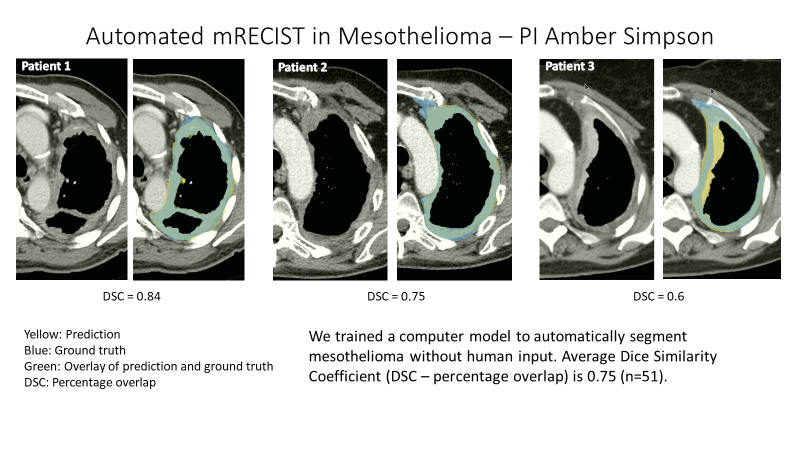 Automated mRECIST in Mesothelioma – PI Amber Simpson
Patient 1
Patient 2
Patient 3
DSC = 0.84
DSC = 0.75
DSC = 0.6
Yellow: Prediction
Blue: Ground truth
Green: Overlay of prediction and ground truth
DSC: Percentage overlap
We trained a computer model to automatically segment
mesothelioma without human input. Average Dice Similarity
Coefficient (DSC – percentage overlap) is 0.75 (n=51).